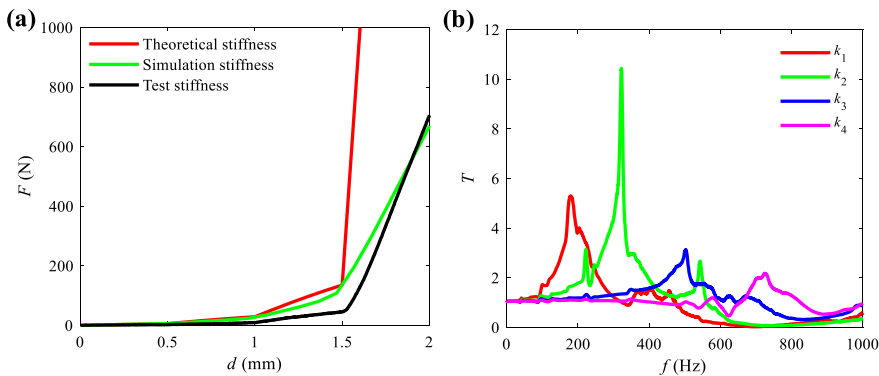 (a)
Theoretical stiffness
Simulation stiffness
Test stiffness
1000
800
600
400
200
0
F (N)
0
0.5
1
1.5
2
d (mm)
(b)
k1
k2
k3
k4
12
10
8
6
4
2
0
T
0
200
400
600
800
1000
f (Hz)